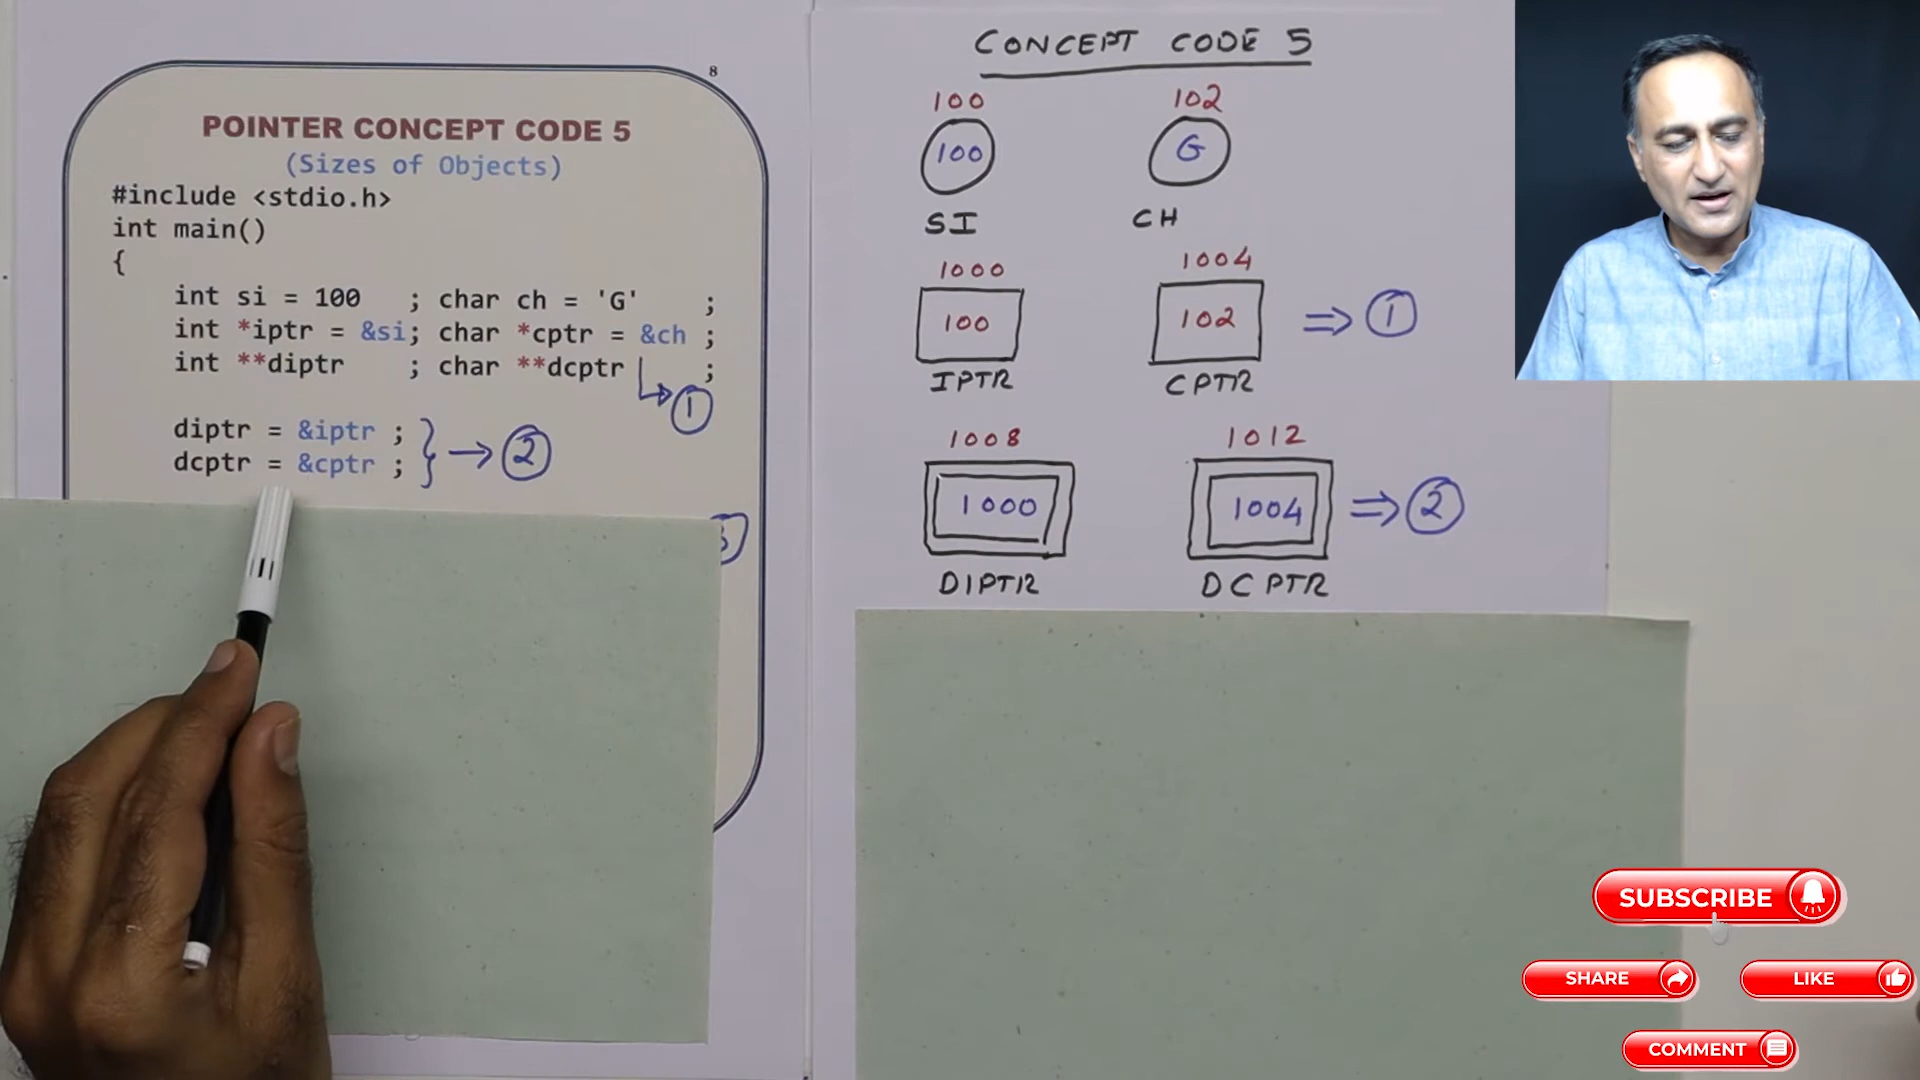 8
POINTER CONCEPT CODE 5
(Sizes of Objects)
#include <stdio.h>
int main()
{
int si = 100 ; char ch = 'G' ;
int *iptr = &si; char *cptr = &ch ;
int **diptr ; char **dcptr ;
1
diptr = &iptr ;
dcptr = &cptr ;
} → 2
CONCEPT CODE 5
100 102
100 G
SI CH
1000 1004
100 102 ⇒ 1
IPTR CPTR
1008 1012
1000 1004 ⇒ 2
DIPTR DCPTR
SUBSCRIBE
SHARE LIKE
COMMENT